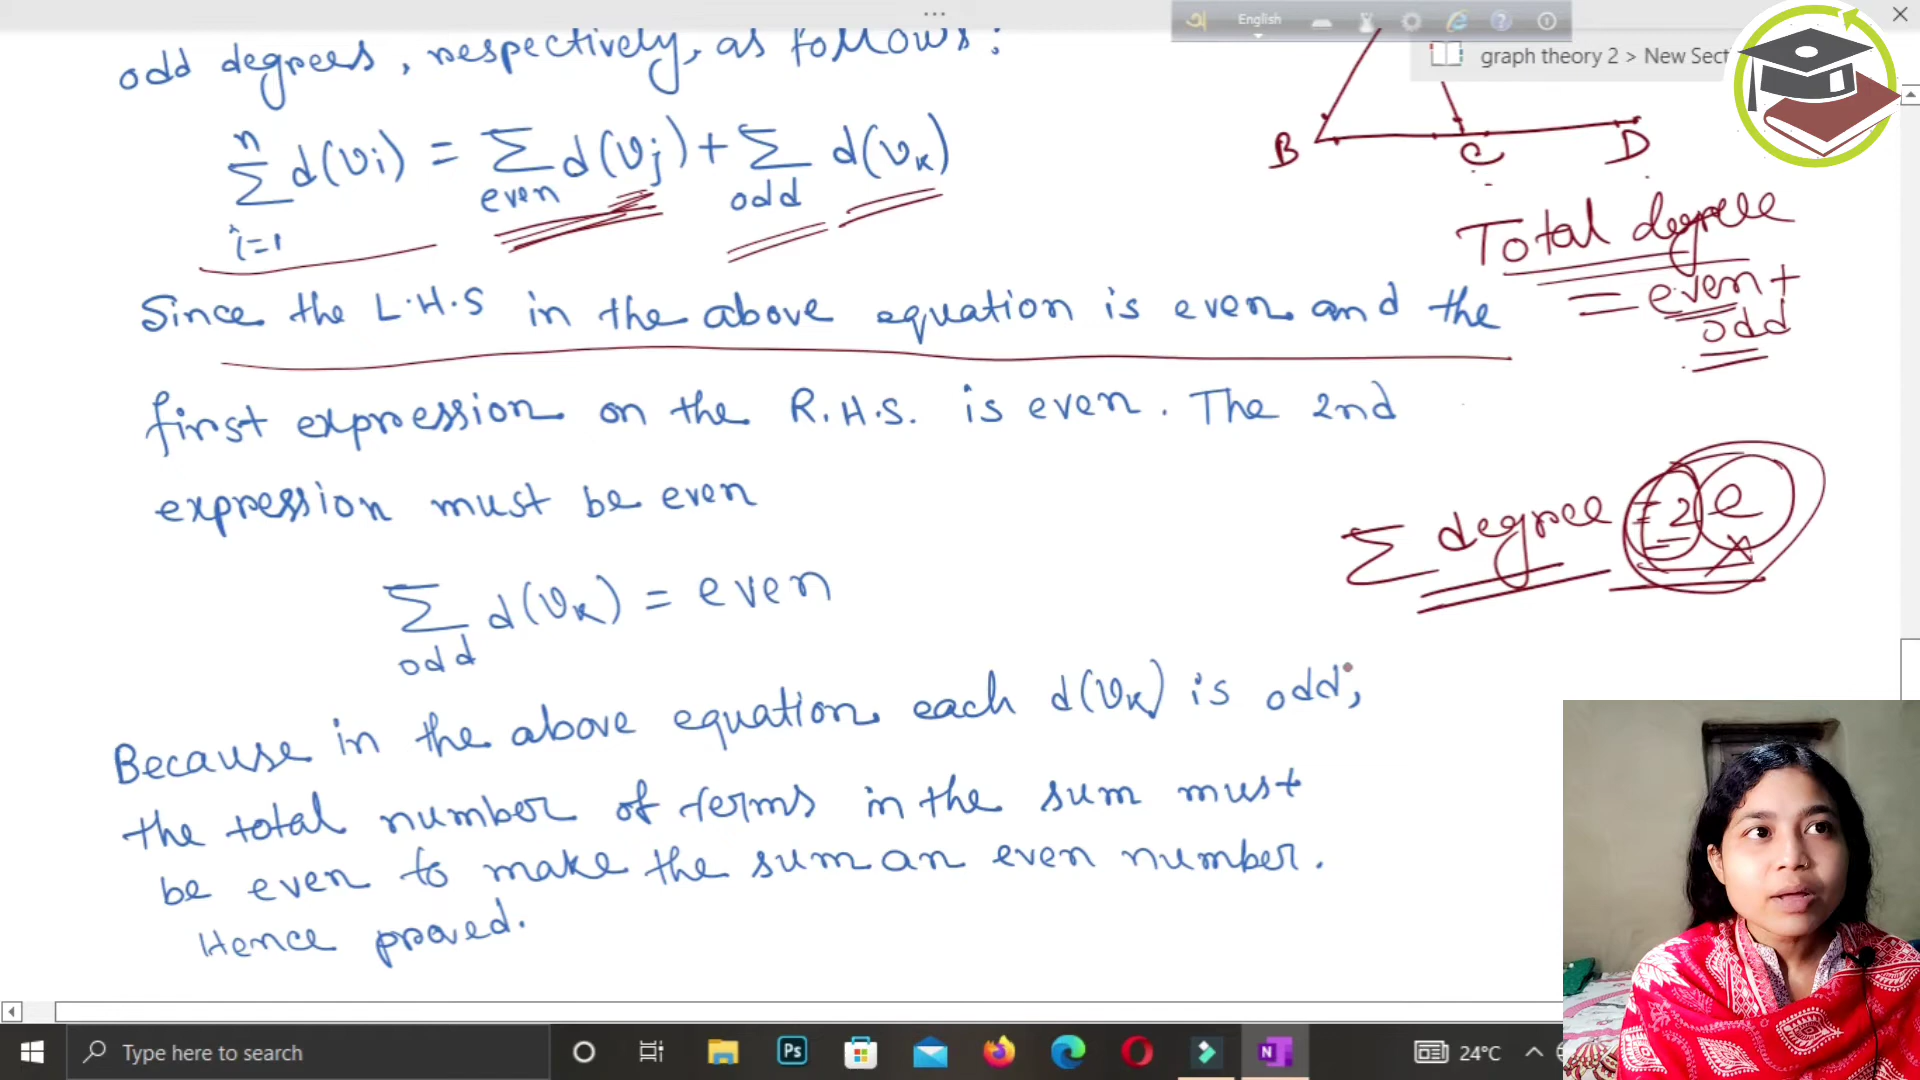 English
graph theory 2 > New Sect
odd degrees, respectively, as follows:
n
Σ d(vi) = Σ d(vj) + Σ d(vk)
i=1 even odd
B C D
Total degree
= even +
odd
Since the L.H.S in the above equation is even and the
first expression on the R.H.S. is even. The 2nd
expression must be even
Σ degree = 2e
Σ d(vk) = even
odd
Because in the above equation each d(vk) is odd,
the total number of terms in the sum must
be even to make the sum an even number.
Hence proved.
Type here to search
Ps
N
24°C